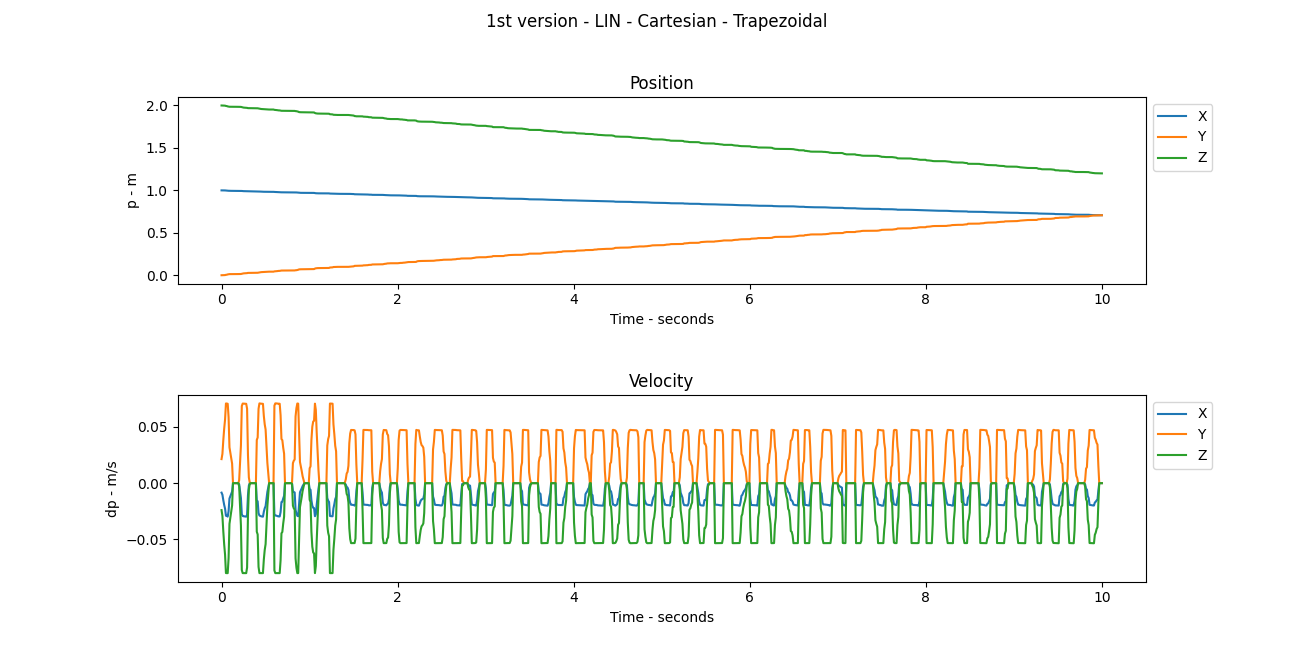 1st version - LIN - Cartesian - Trapezoidal
Position
2.0
1.5
1.0
0.5
0.0
p - m
0 2 4 6 8 10
Time - seconds
X
Y
Z
Velocity
0.05
0.00
−0.05
dp - m/s
0 2 4 6 8 10
Time - seconds
X
Y
Z